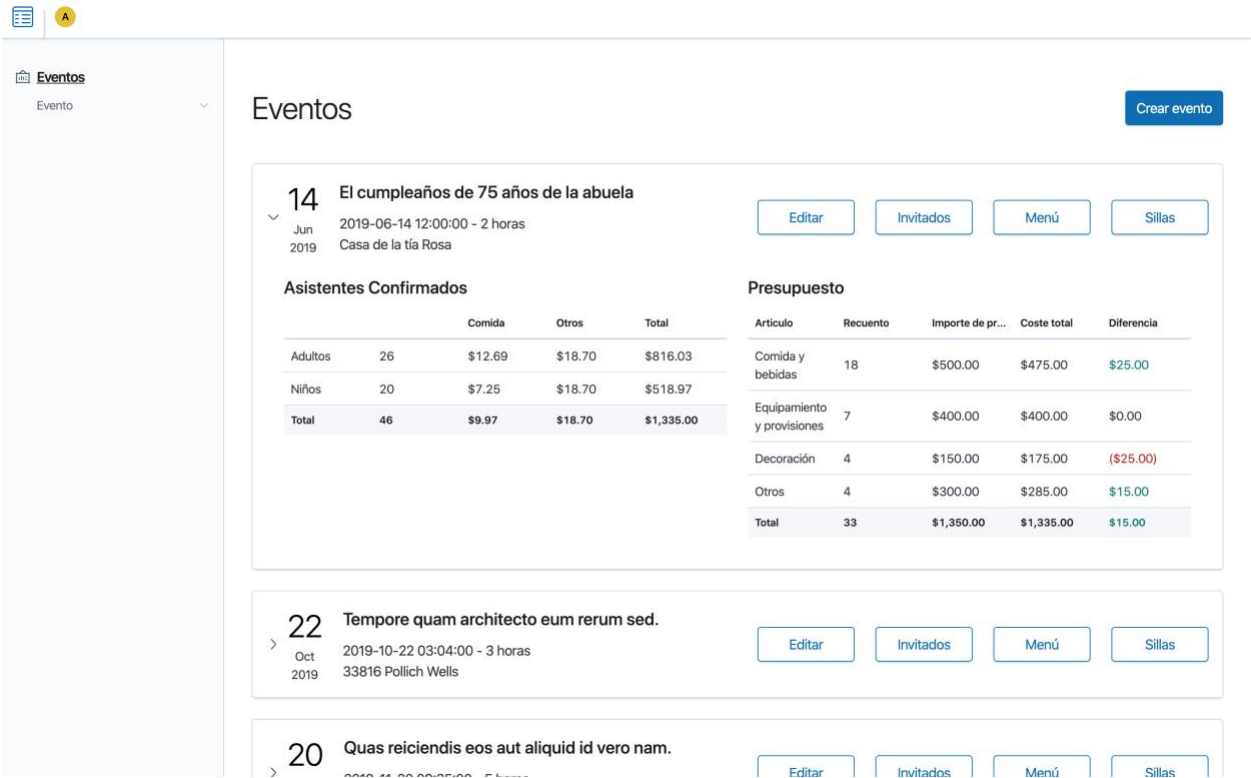 A
Eventos
Evento
Eventos
Crear evento
14
Jun
2019
El cumpleaños de 75 años de la abuela
2019-06-14 12:00:00 - 2 horas
Casa de la tía Rosa
Editar Invitados Menú Sillas
Asistentes Confirmados
Comida Otros Total
Adultos 26 $12.69 $18.70 $816.03
Niños 20 $7.25 $18.70 $518.97
Total 46 $9.97 $18.70 $1,335.00
Presupuesto
Articulo Recuento Importe de pr... Coste total Diferencia
Comida y
bebidas 18 $500.00 $475.00 $25.00
Equipamiento
y provisiones 7 $400.00 $400.00 $0.00
Decoración 4 $150.00 $175.00 ($25.00)
Otros 4 $300.00 $285.00 $15.00
Total 33 $1,350.00 $1,335.00 $15.00
22
Oct
2019
Tempore quam architecto eum rerum sed.
2019-10-22 03:04:00 - 3 horas
33816 Pollich Wells
Editar Invitados Menú Sillas
20
Quas reiciendis eos aut aliquid id vero nam.
Editar Invitados Menú Sillas